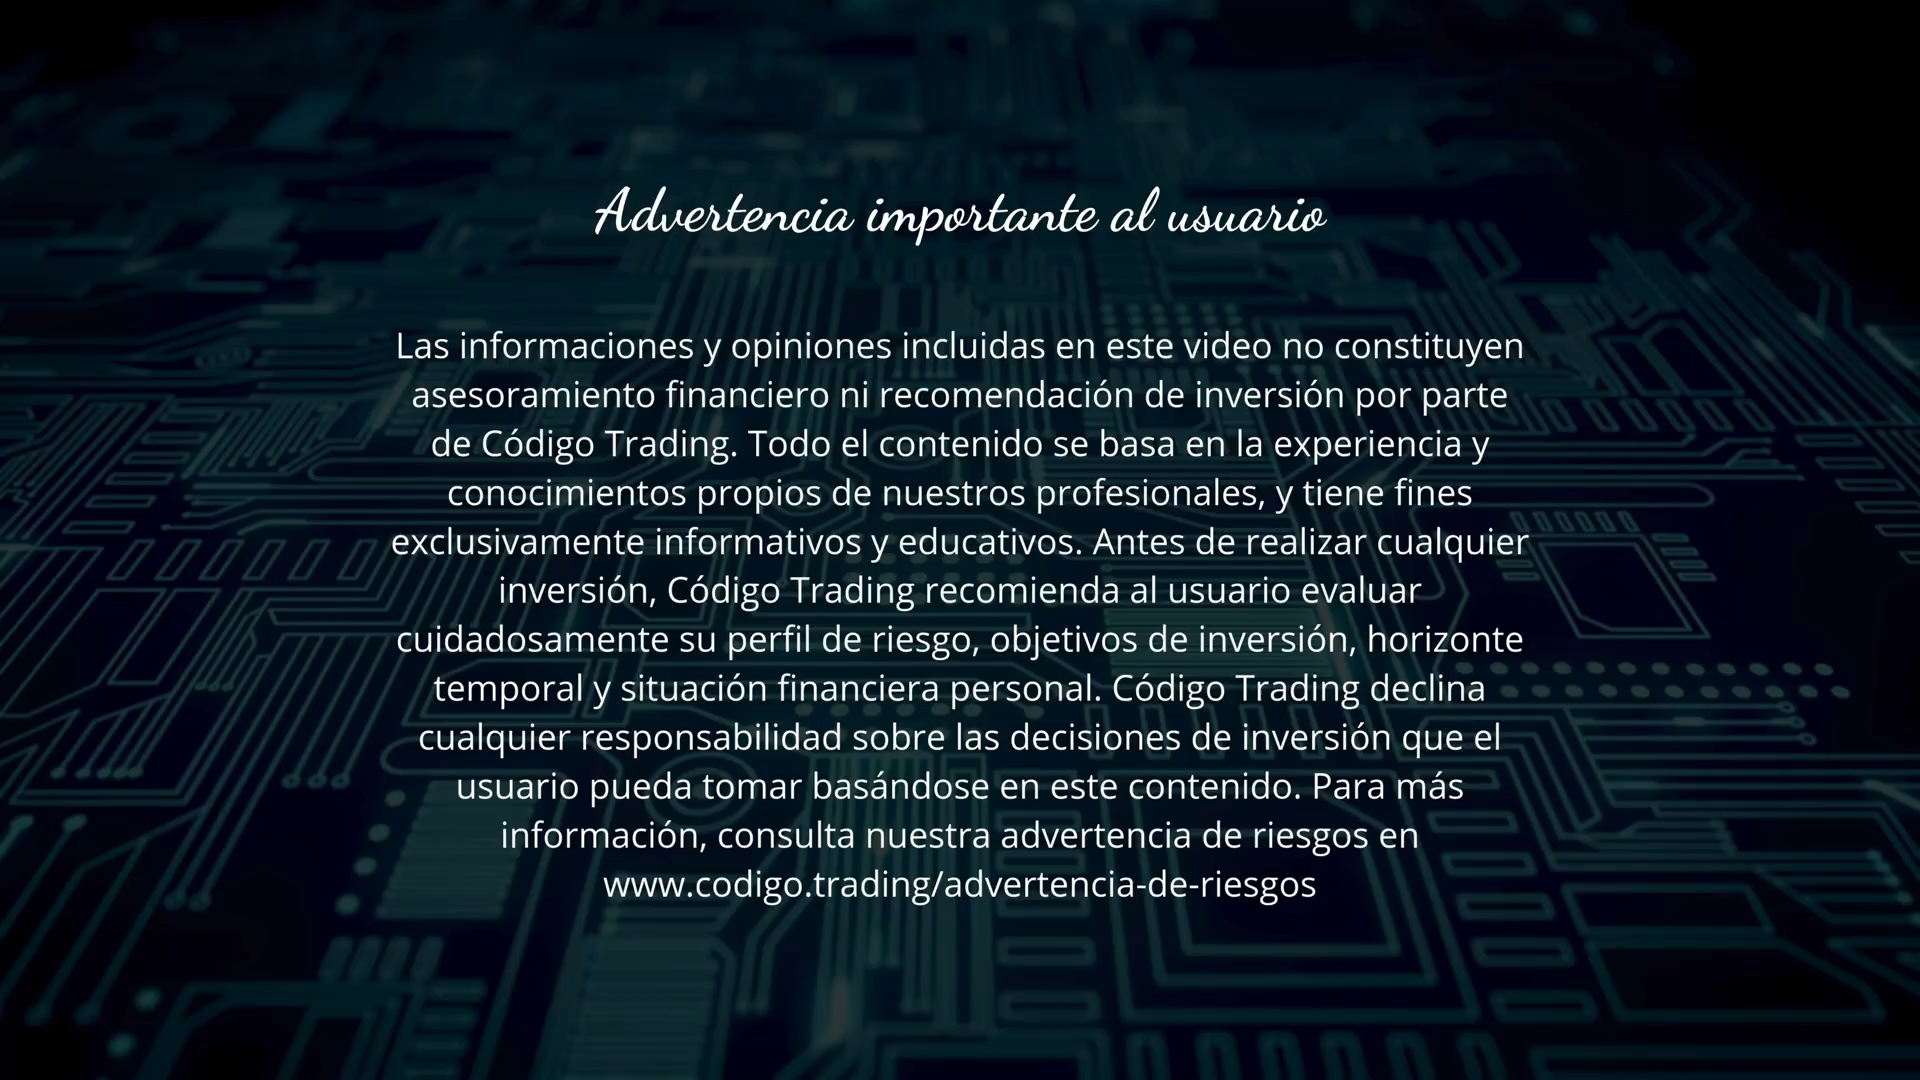 Advertencia importante al usuario
Las informaciones y opiniones incluidas en este video no constituyen
asesoramiento financiero ni recomendación de inversión por parte
de Código Trading. Todo el contenido se basa en la experiencia y
conocimientos propios de nuestros profesionales, y tiene fines
exclusivamente informativos y educativos. Antes de realizar cualquier
inversión, Código Trading recomienda al usuario evaluar
cuidadosamente su perfil de riesgo, objetivos de inversión, horizonte
temporal y situación financiera personal. Código Trading declina
cualquier responsabilidad sobre las decisiones de inversión que el
usuario pueda tomar basándose en este contenido. Para más
información, consulta nuestra advertencia de riesgos en
www.codigo.trading/advertencia-de-riesgos